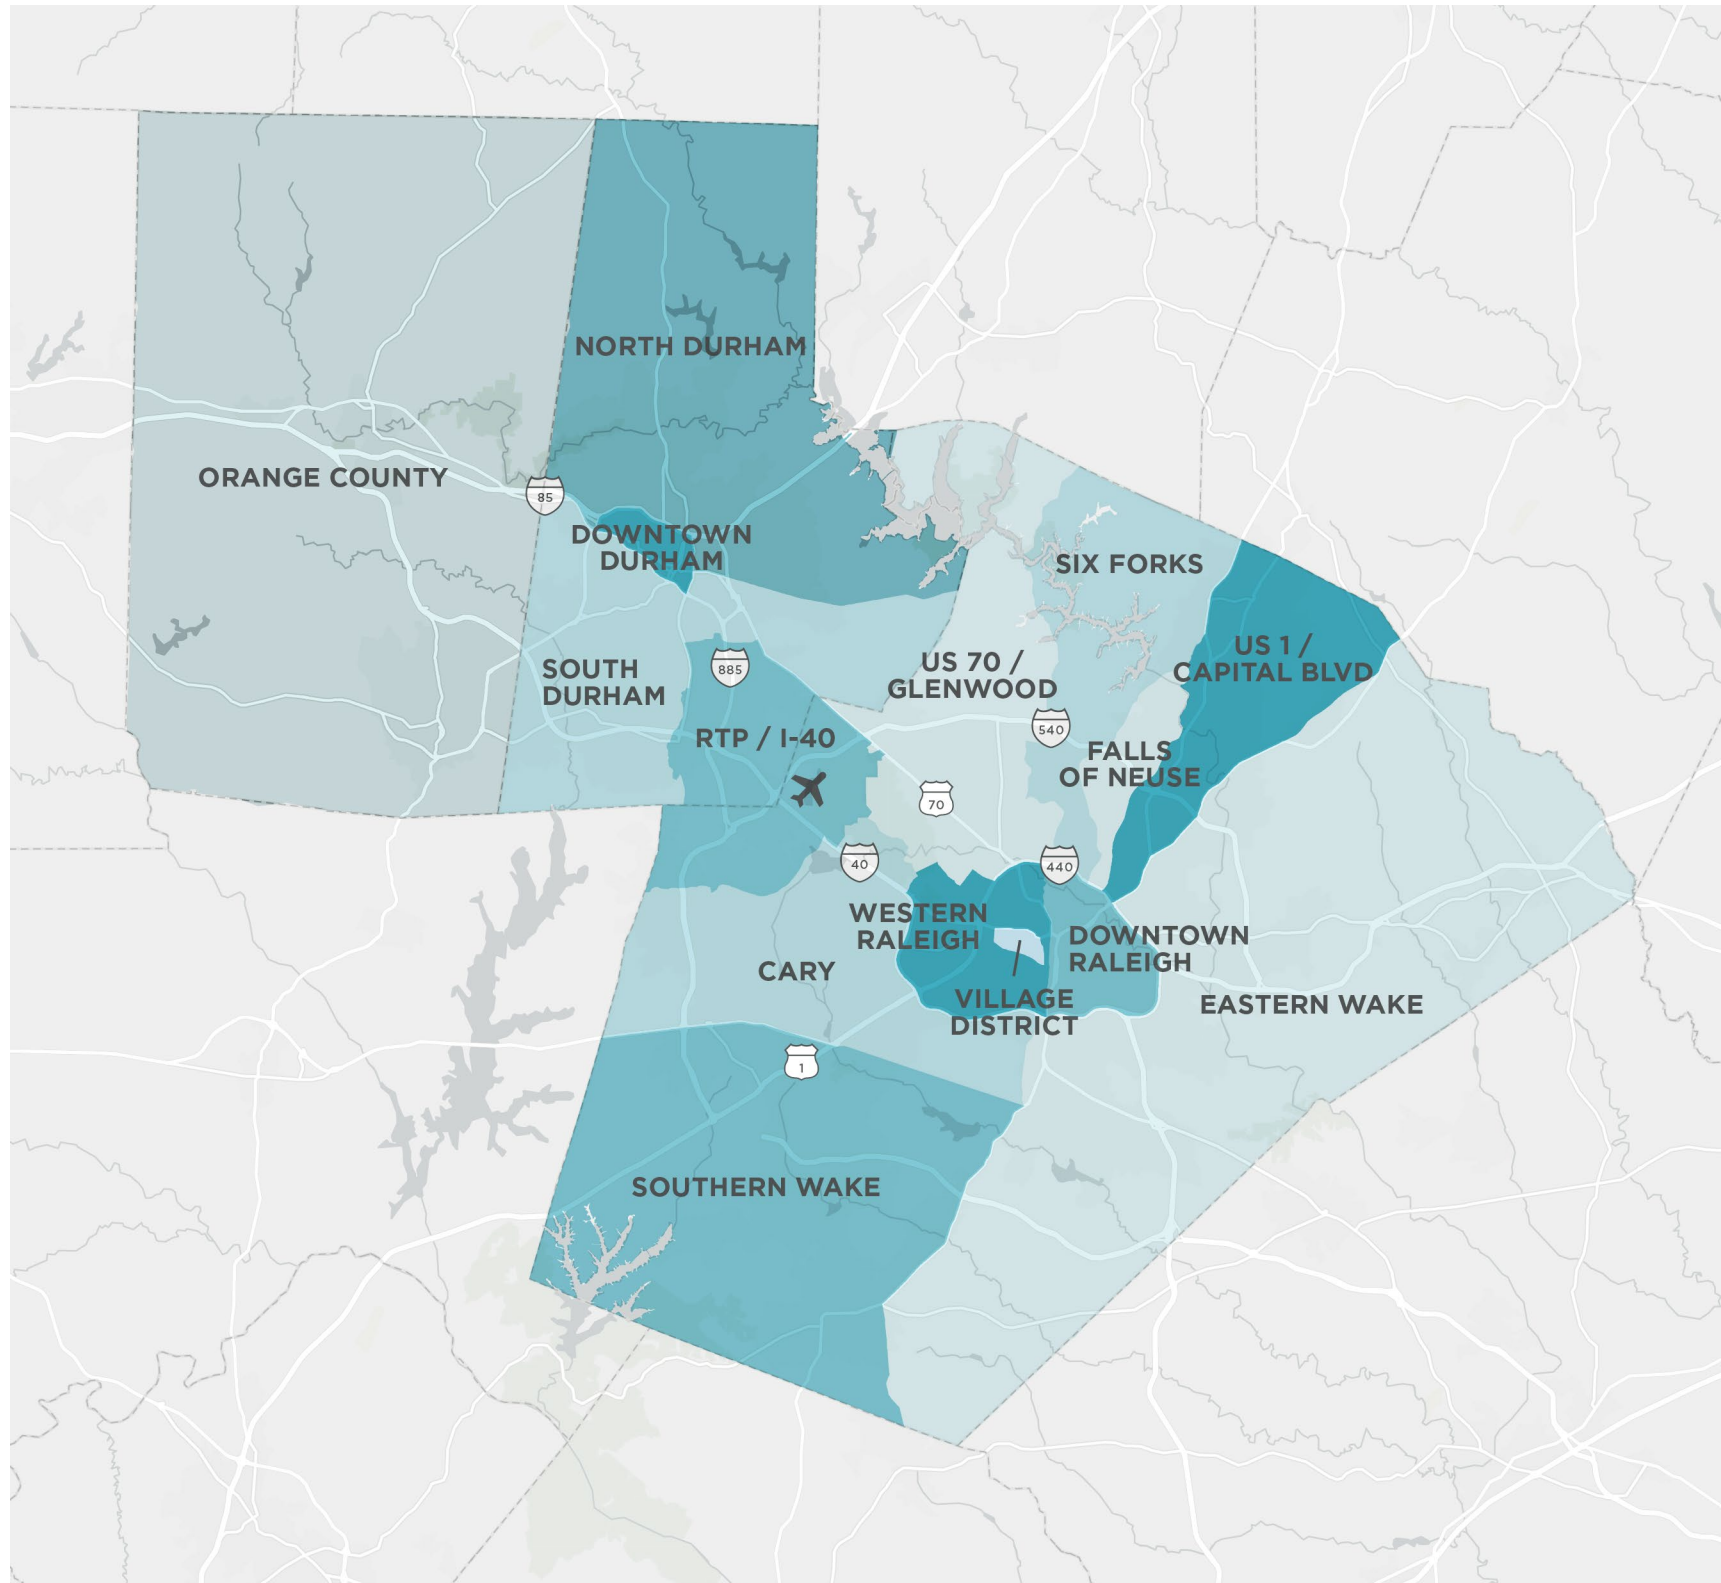 NORTH DURHAM
ORANGE COUNTY
85
DOWNTOWN
DURHAM
SIX FORKS
US 1 /
CAPITAL BLVD
SOUTH
DURHAM
885
US 70 /
GLENWOOD
RTP / I-40
540
FALLS
OF NEUSE
70
40
440
WESTERN
RALEIGH
DOWNTOWN
RALEIGH
CARY
VILLAGE
DISTRICT
EASTERN WAKE
1
SOUTHERN WAKE